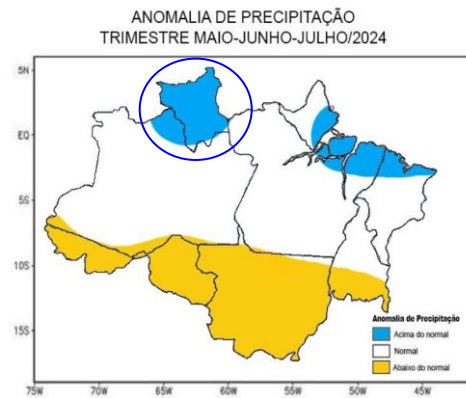 ANOMALIA DE PRECIPITAÇÃO
TRIMESTRE MAIO-JUNHO-JULHO/2024
5N
EQ
5S
10S
15S
Anomalia de Precipitação
Acima do normal
Normal
Abaixo do normal
75W 70W 65W 60W 55W 50W 45W